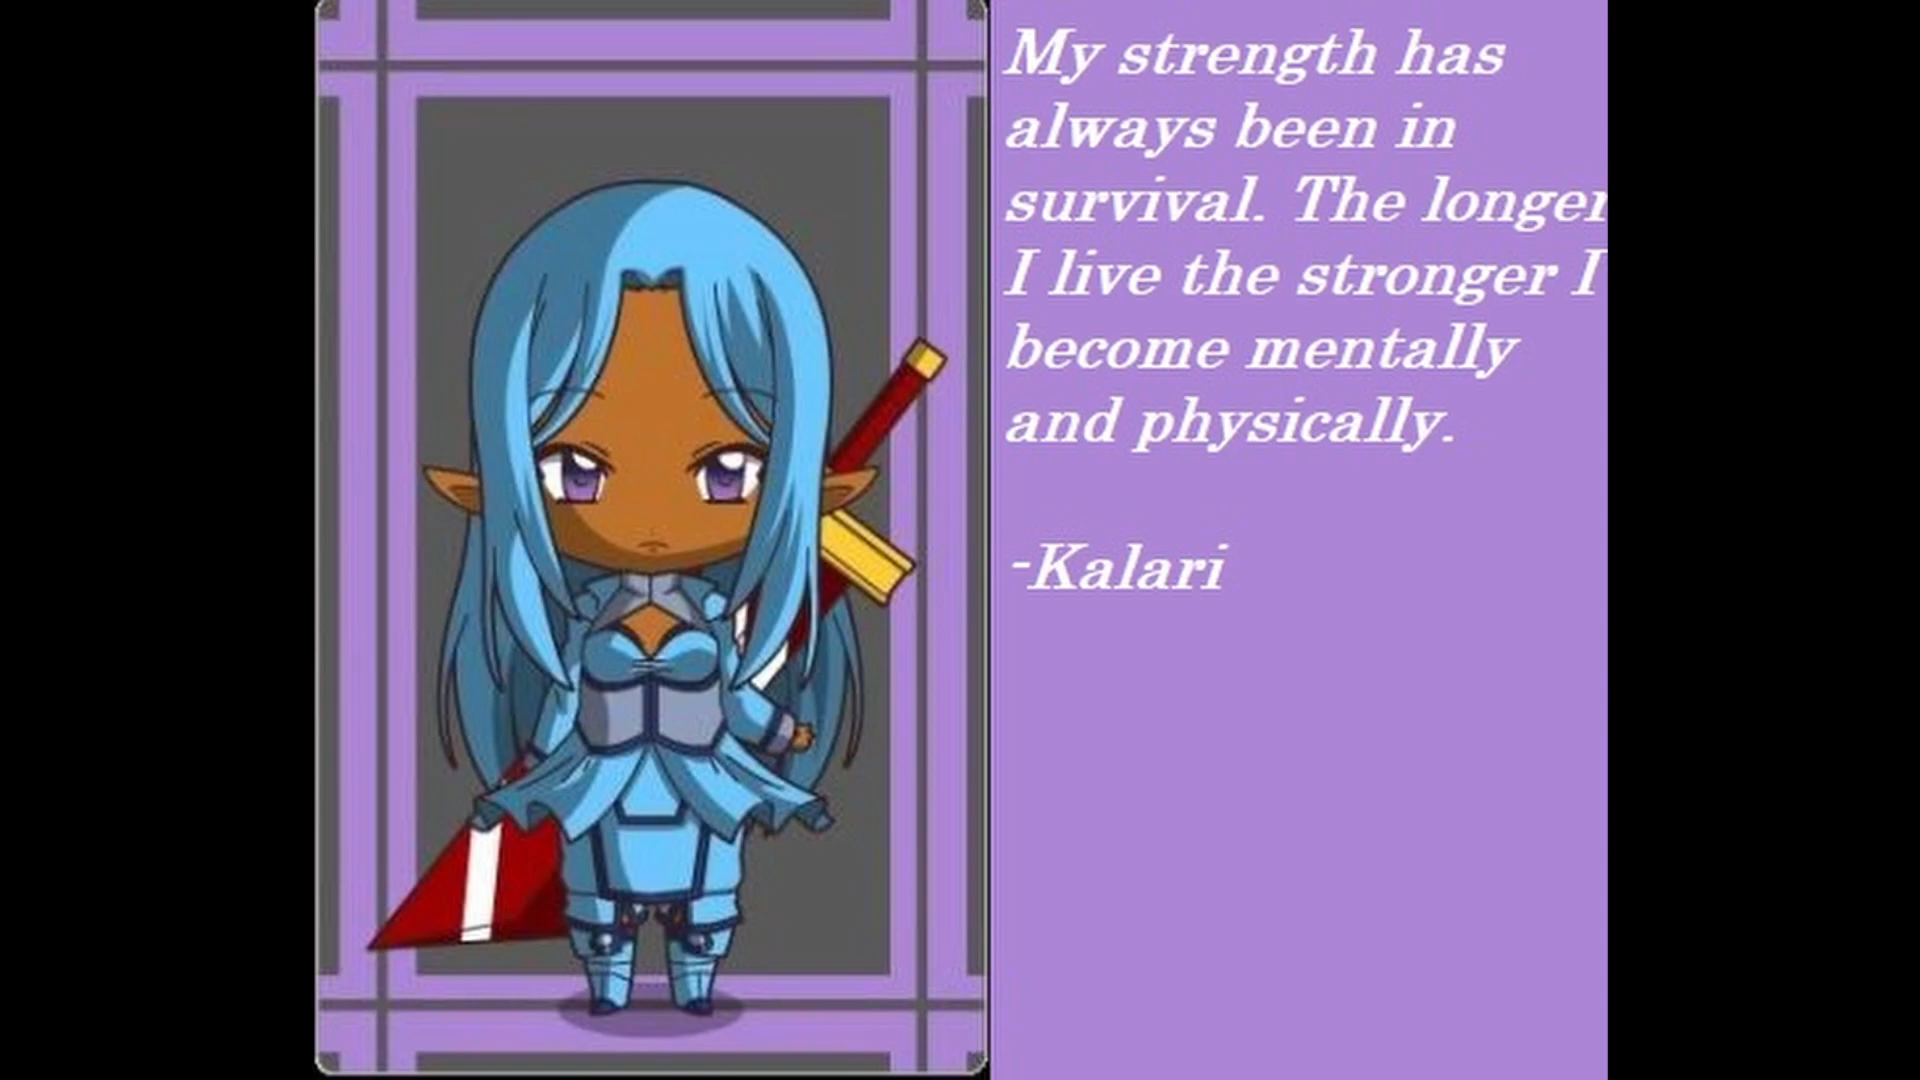 My strength has
always been in
survival. The longer
I live the stronger I
become mentally
and physically.
-Kalari